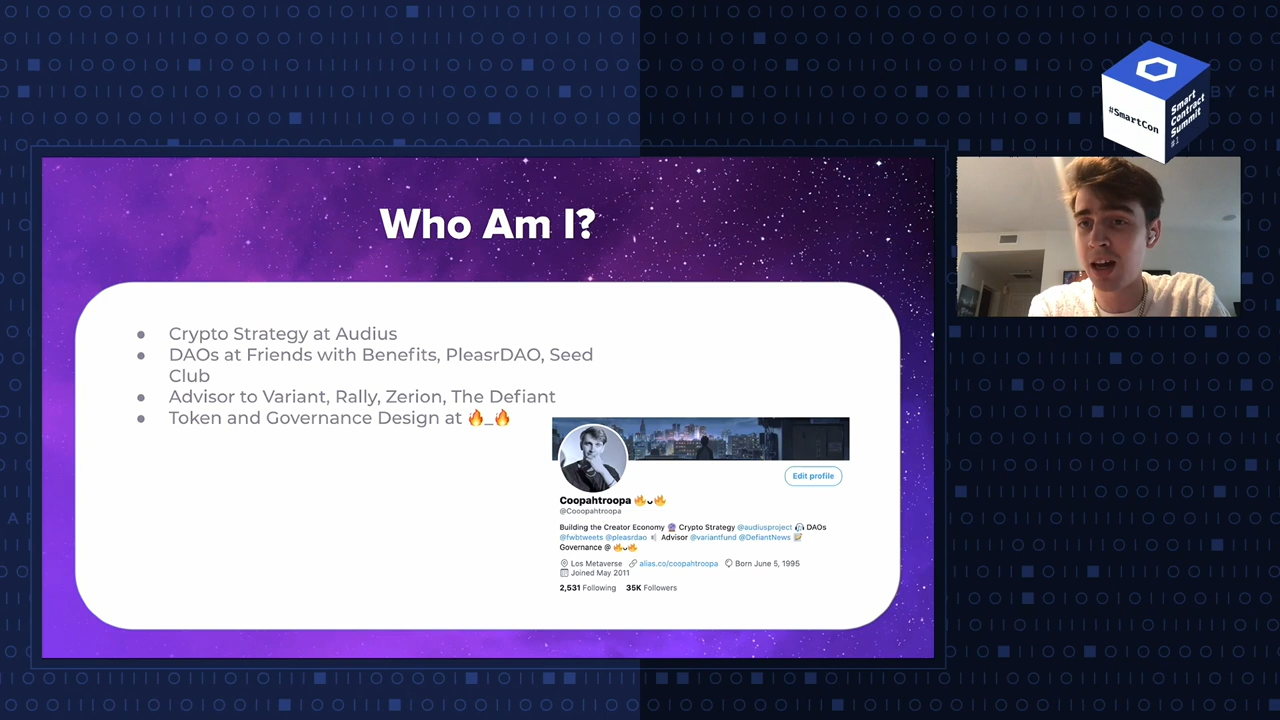 #SmartCon
Smart
Contract
Summit
#1
BY CH
Who Am I?
● Crypto Strategy at Audius
● DAOs at Friends with Benefits, PleasrDAO, Seed
Club
● Advisor to Variant, Rally, Zerion, The Defiant
● Token and Governance Design at 🔥_🔥
Edit profile
Coopahtroopa 🔥ᴗ🔥
@Cooopahtroopa
Building the Creator Economy 🔮 Crypto Strategy @audiusproject 🎧 DAOs
@fwbtweets @pleasrdao 📢 Advisor @variantfund @DefiantNews 📝
Governance @ 🔥ᴗ🔥
Los Metaverse alias.co/coopahtroopa Born June 5, 1995
Joined May 2011
2,531 Following 35K Followers